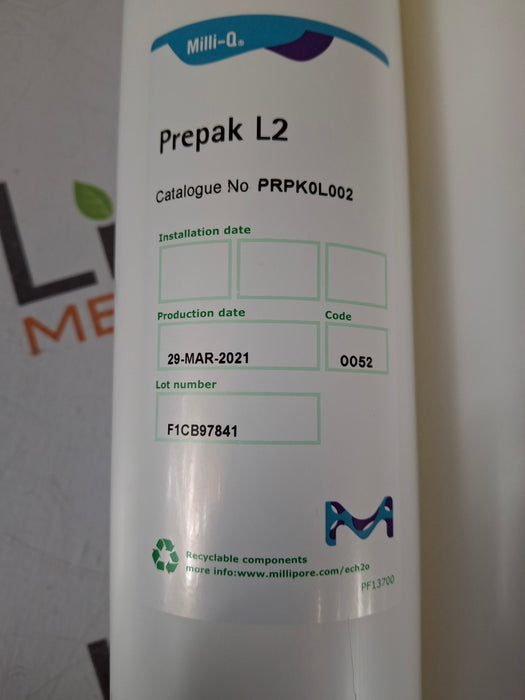 Milli-Q®
Prepak L2
Catalogue No PRPK0L002
Installation date
Production date Code
29-MAR-2021 0052
Lot number
F1CB97841
Recyclable components
more info:www.millipore.com/ech2o
PF13700